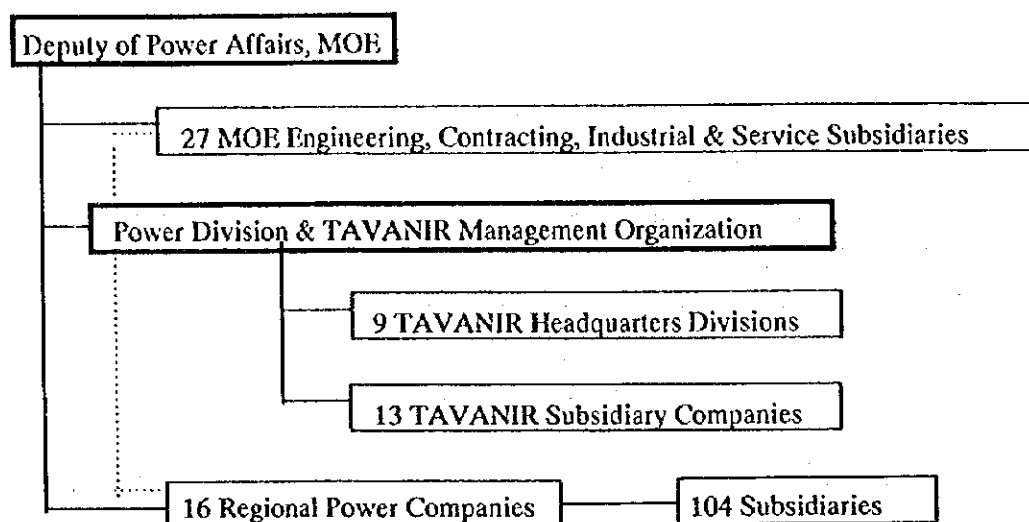 Deputy of Power Affairs, MOE
27 MOE Engineering, Contracting, Industrial & Service Subsidiaries
Power Division & TAVANIR Management Organization
9 TAVANIR Headquarters Divisions
13 TAVANIR Subsidiary Companies
16 Regional Power Companies
104 Subsidiaries